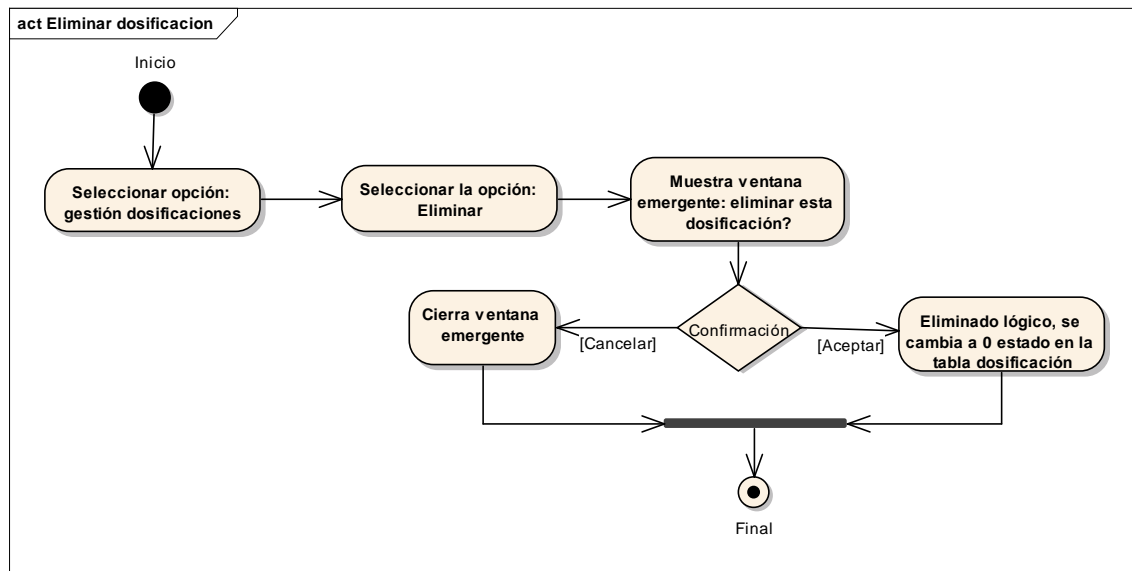 act Eliminar dosificacion
Inicio
Seleccionar opción:
gestión dosificaciones
Seleccionar la opción:
Eliminar
Muestra ventana
emergente: eliminar esta
dosificación?
Cierra ventana
emergente
[Cancelar]
Confirmación
[Aceptar]
Eliminado lógico, se
cambia a 0 estado en la
tabla dosificación
Final